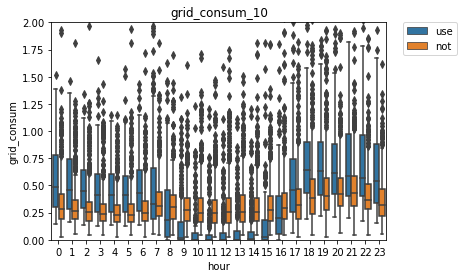 grid_consum_10
use
not
2.00
1.75
1.50
1.25
1.00
0.75
0.50
0.25
0.00
grid_consum
0 1 2 3 4 5 6 7 8 9 10 11 12 13 14 15 16 17 18 19 20 21 22 23
hour